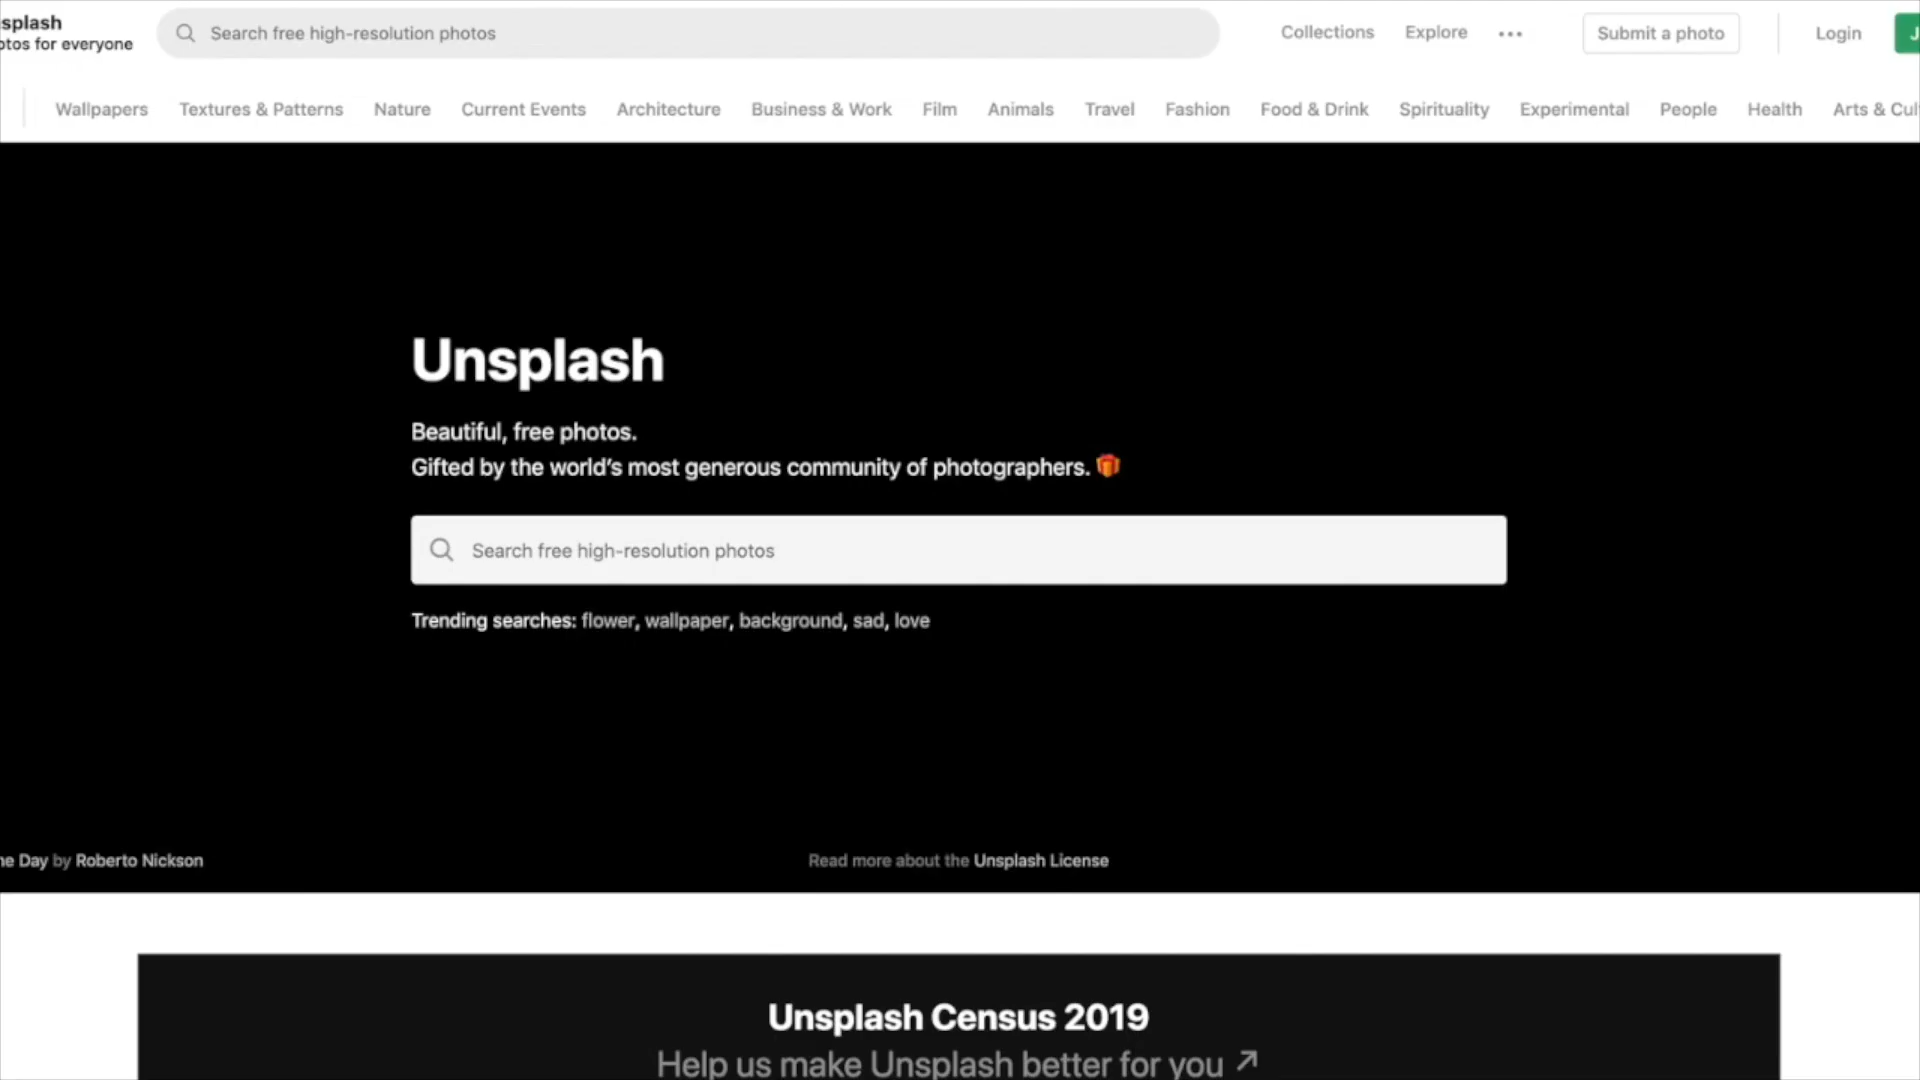 splash
otos for everyone
Search free high-resolution photos
Collections
Explore
Submit a photo
Login
Wallpapers
Textures & Patterns
Nature
Current Events
Architecture
Business & Work
Film
Animals
Travel
Fashion
Food & Drink
Spirituality
Experimental
People
Health
Arts & Cul
Unsplash
Beautiful, free photos.
Gifted by the world’s most generous community of photographers. 🎁
Search free high-resolution photos
Trending searches: flower, wallpaper, background, sad, love
he Day by Roberto Nickson
Read more about the Unsplash License
Unsplash Census 2019
Help us make Unsplash better for you ↗